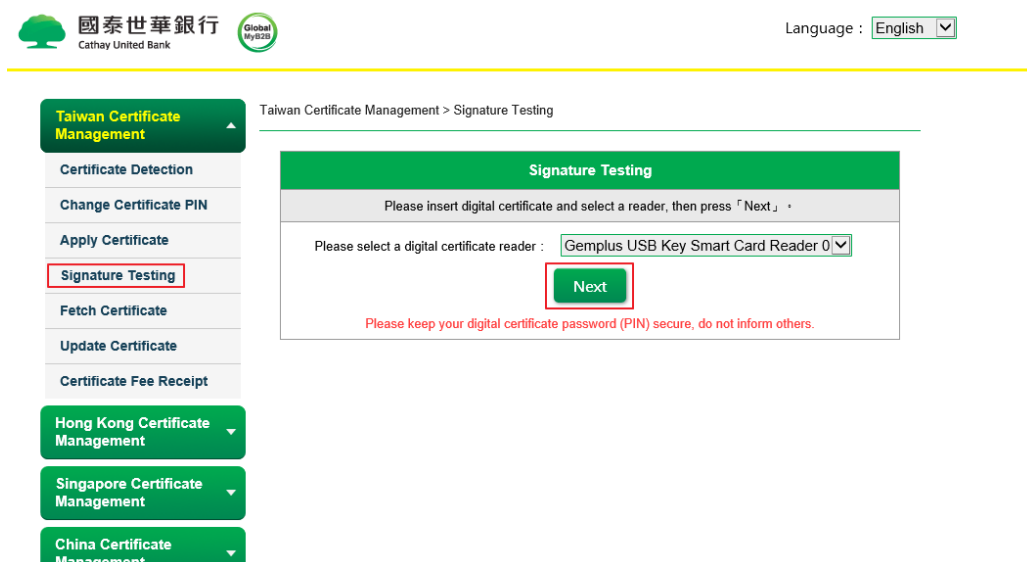 國泰世華銀行
Cathay United Bank
Global
MyB2B
Language : English
Taiwan Certificate
Management
Certificate Detection
Change Certificate PIN
Apply Certificate
Signature Testing
Fetch Certificate
Update Certificate
Certificate Fee Receipt
Hong Kong Certificate
Management
Singapore Certificate
Management
China Certificate
Management
Taiwan Certificate Management > Signature Testing
Signature Testing
Please insert digital certificate and select a reader, then press「Next」。
Please select a digital certificate reader : Gemplus USB Key Smart Card Reader 0
Next
Please keep your digital certificate password (PIN) secure, do not inform others.